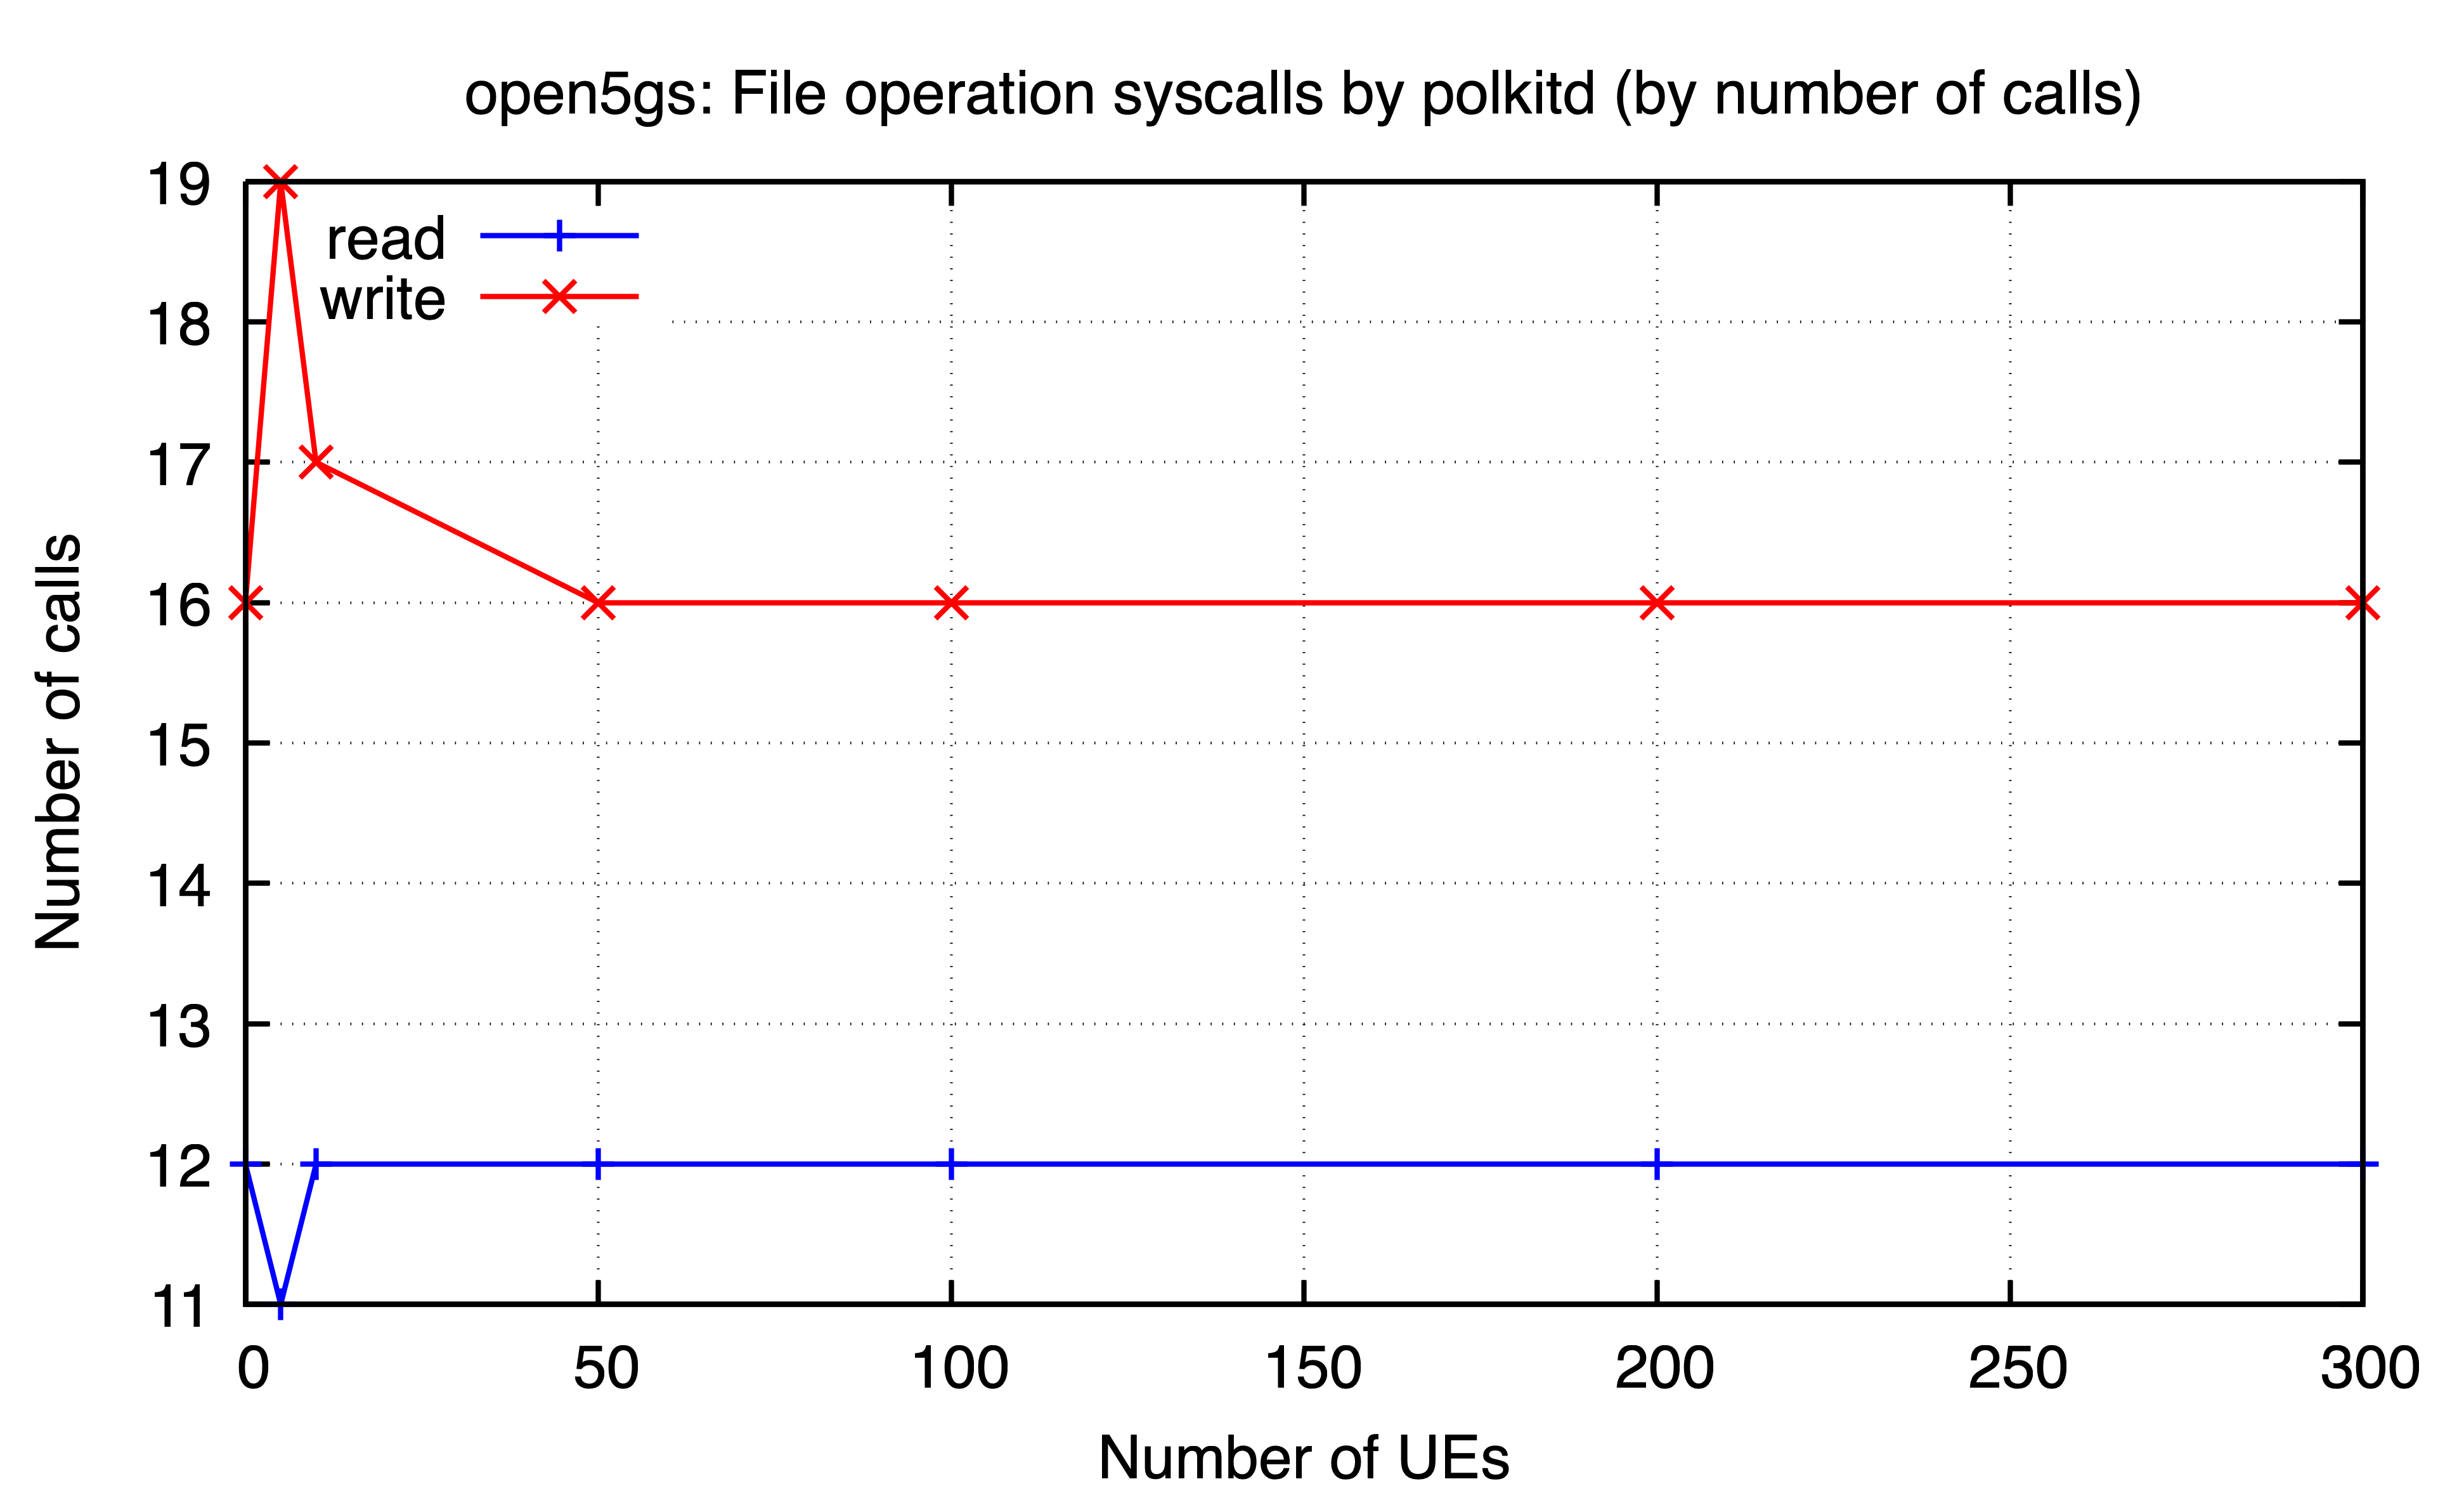 open5gs: File operation syscalls by polkitd (by number of calls)
19
18
17
16
15
14
13
12
11
read
write
Number of calls
0 50 100 150 200 250 300
Number of UEs